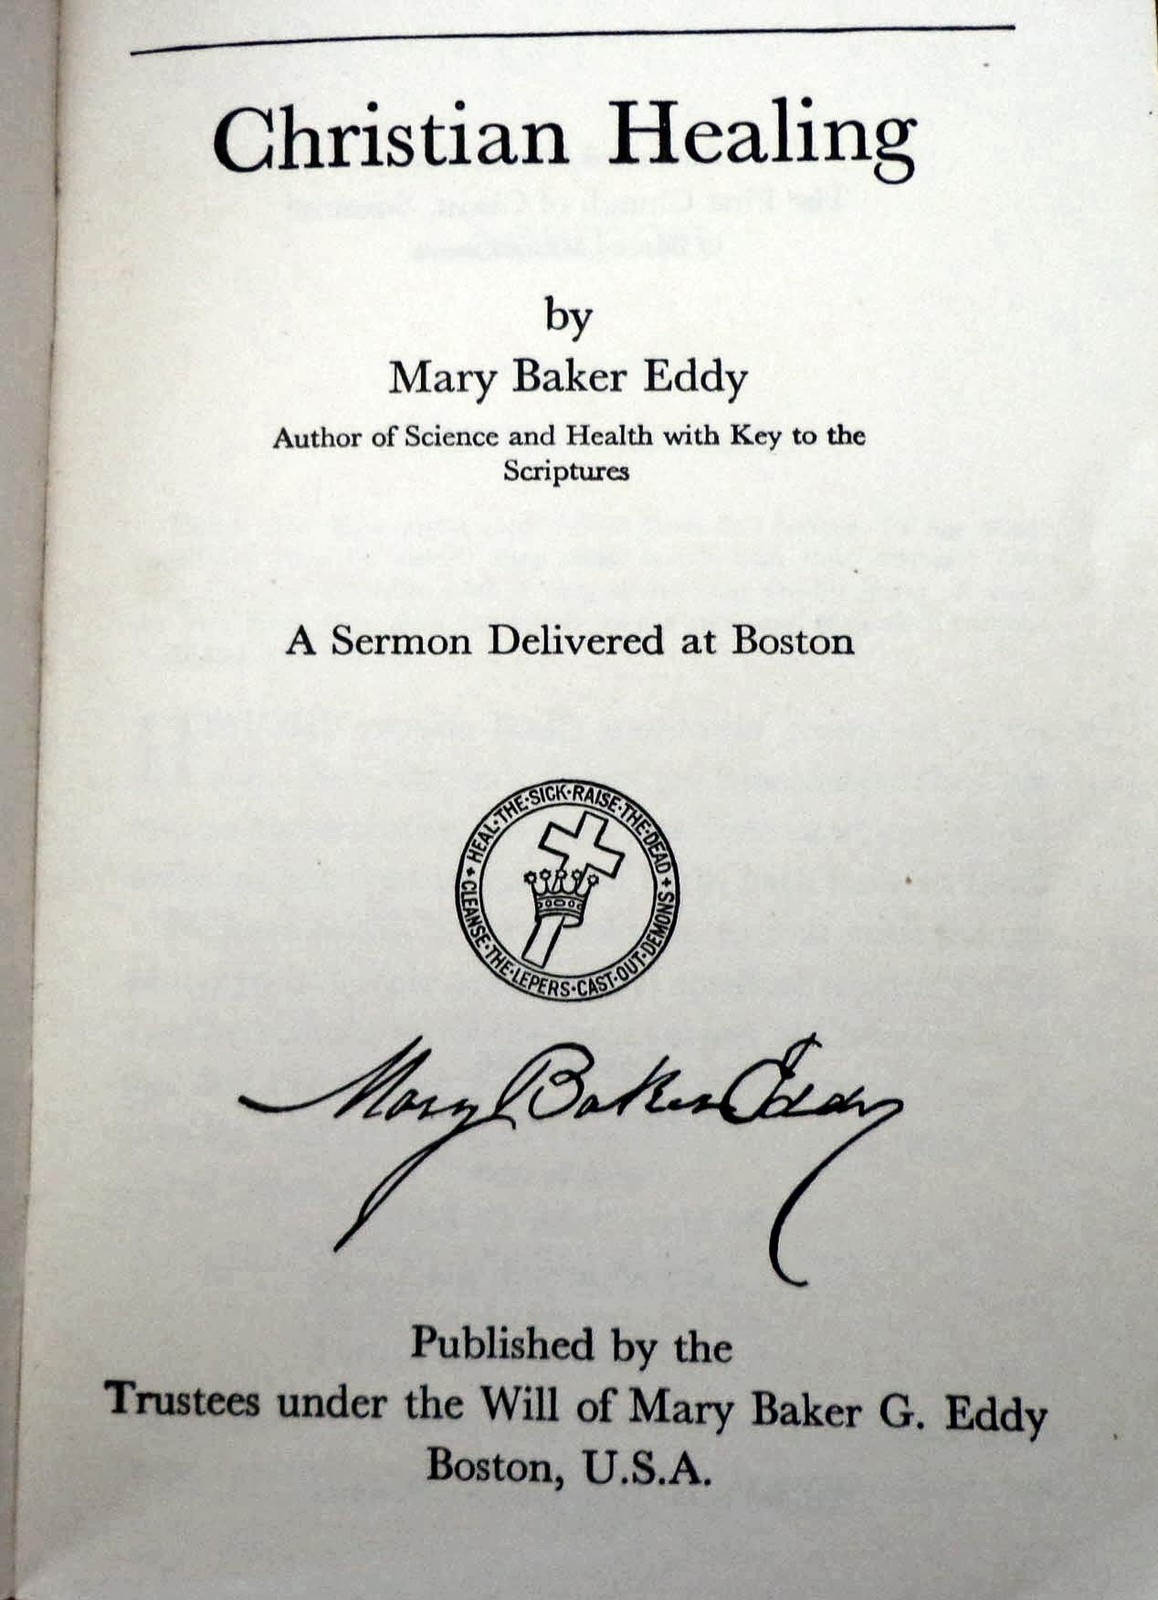 Christian Healing
by
Mary Baker Eddy
Author of Science and Health with Key to the
Scriptures
A Sermon Delivered at Boston
HEAL·THE·SICK·RAISE·THE·DEAD+
CLEANSE·THE·LEPERS·CAST·OUT·DEMONS+
Mary Baker Eddy
Published by the
Trustees under the Will of Mary Baker G. Eddy
Boston, U.S.A.